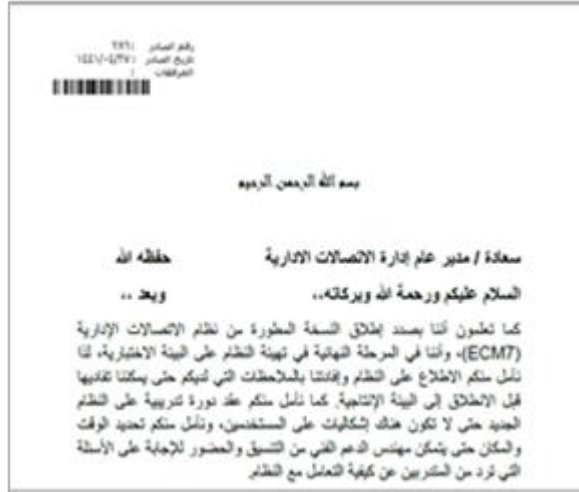 رقم الصادر :
تاريخ الصادر :
المرفقات :
بسم الله الرحمن الرحيم
سعادة / مدير عام إدارة الاتصالات الادارية حفظه الله
السلام عليكم ورحمة الله وبركاته،، وبعد ،،
كما تعلمون أننا بصدد إطلاق النسخة المطورة من نظام الاتصالات الإدارية
(ECM7)، وأننا في المرحلة النهائية في تهيئة النظام على البيئة الاختبارية، لذا
نأمل منكم الاطلاع على النظام وإفادتنا بالملاحظات التي لديكم حتى يمكننا تفاديها
قبل الانطلاق إلى البيئة الإنتاجية. كما نأمل منكم عقد دورة تدريبية على النظام
الجديد حتى لا تكون هناك إشكاليات على المستخدمين، ونأمل منكم تحديد الوقت
والمكان حتى يتمكن مهندس الدعم الفني من التنسيق والحضور للإجابة على الأسئلة
التي ترد من المتدربين عن كيفية التعامل مع النظام.